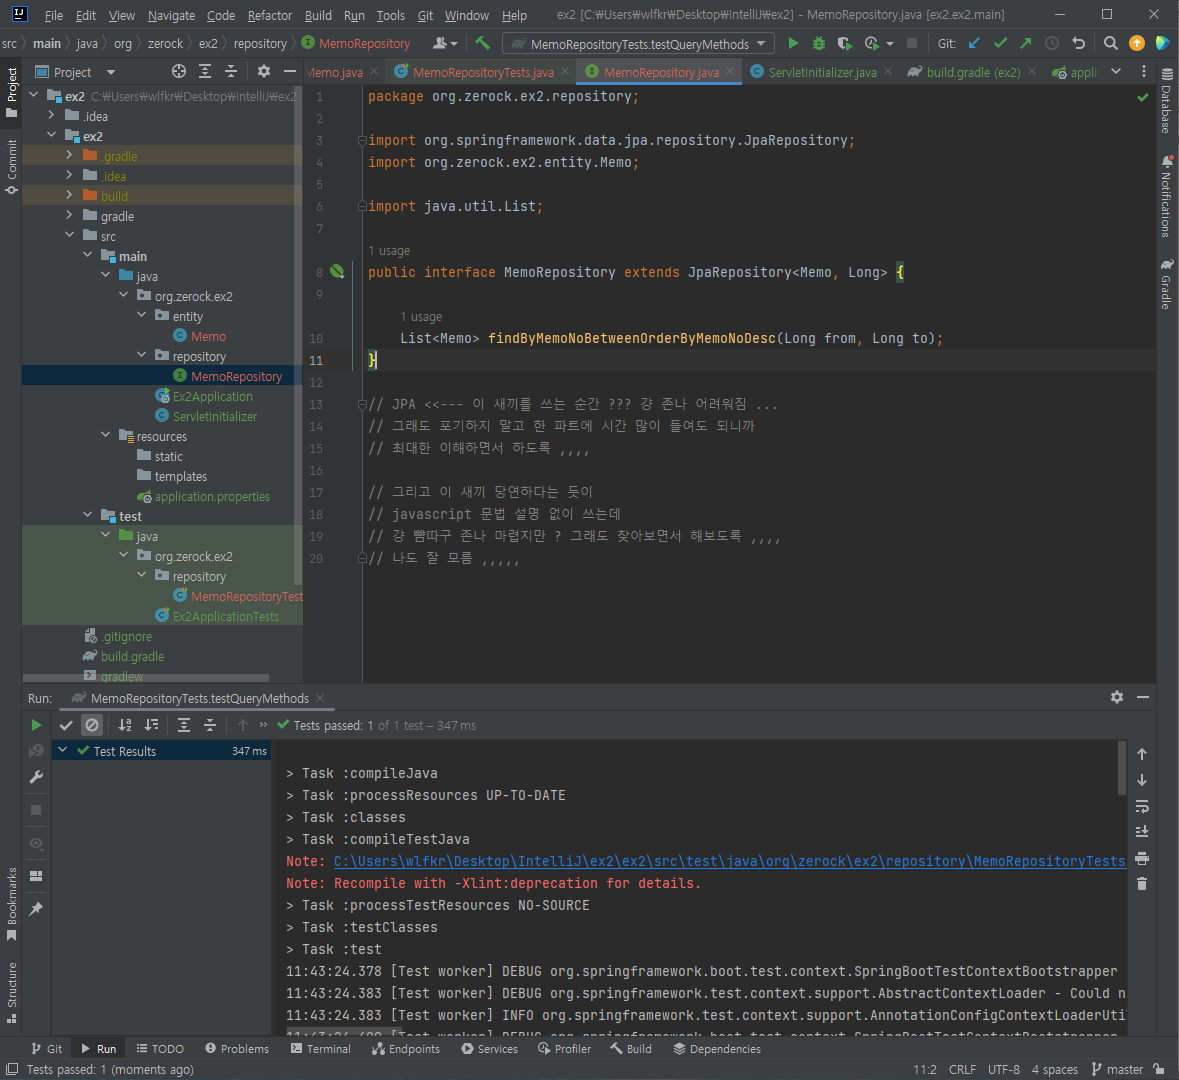 File Edit View Navigate Code Refactor Build Run Tools Git Window Help ex2 [C:₩Users₩wlfkr₩Desktop₩IntelliJ₩ex2] - MemoRepository.java [ex2.ex2.main]
src main java org zerock ex2 repository MemoRepository MemoRepositoryTests.testQueryMethods Git:
Project Memo.java MemoRepositoryTests.java MemoRepository.java ServletInitializer.java build.gradle (ex2) appli
ex2 C:₩Users₩wlfkr₩Desktop₩IntelliJ₩ex2
.idea
ex2
.gradle
.idea
build
gradle
src
main
java
org.zerock.ex2
entity
Memo
repository
MemoRepository
Ex2Application
ServletInitializer
resources
static
templates
application.properties
test
java
org.zerock.ex2
repository
MemoRepositoryTest
Ex2ApplicationTests
.gitignore
build.gradle
gradlew
1 package org.zerock.ex2.repository;
2
3 import org.springframework.data.jpa.repository.JpaRepository;
4 import org.zerock.ex2.entity.Memo;
5
6 import java.util.List;
7
1 usage
8 public interface MemoRepository extends JpaRepository<Memo, Long> {
9
1 usage
10 List<Memo> findByMemoNoBetweenOrderByMemoNoDesc(Long from, Long to);
11 }
12
13 // JPA <<--- 이 새끼를 쓰는 순간 ??? 걍 존나 어려워짐 ...
14 // 그래도 포기하지 말고 한 파트에 시간 많이 들여도 되니까
15 // 최대한 이해하면서 하도록 ,,,,
16
17 // 그리고 이 새끼 당연하다는 듯이
18 // javascript 문법 설명 없이 쓰는데
19 // 걍 빰따구 존나 마렵지만 ? 그래도 찾아보면서 해보도록 ,,,,
20 // 나도 잘 모름 ,,,,,
Project
Commit
Bookmarks
Structure
Database
Notifications
Gradle
Run: MemoRepositoryTests.testQueryMethods
Tests passed: 1 of 1 test – 347 ms
Test Results 347 ms
> Task :compileJava
> Task :processResources UP-TO-DATE
> Task :classes
> Task :compileTestJava
Note: C:\Users\wlfkr\Desktop\IntelliJ\ex2\ex2\src\test\java\org\zerock\ex2\repository\MemoRepositoryTests
Note: Recompile with -Xlint:deprecation for details.
> Task :processTestResources NO-SOURCE
> Task :testClasses
> Task :test
11:43:24.378 [Test worker] DEBUG org.springframework.boot.test.context.SpringBootTestContextBootstrapper
11:43:24.383 [Test worker] DEBUG org.springframework.test.context.support.AbstractContextLoader - Could n
11:43:24.383 [Test worker] INFO org.springframework.test.context.support.AnnotationConfigContextLoaderUti
[Test worker] DEBUG org.springframework.boot.test.context.SpringBootTestContextBootstrapper
Git Run TODO Problems Terminal Endpoints Services Profiler Build Dependencies
Tests passed: 1 (moments ago) 11:2 CRLF UTF-8 4 spaces master